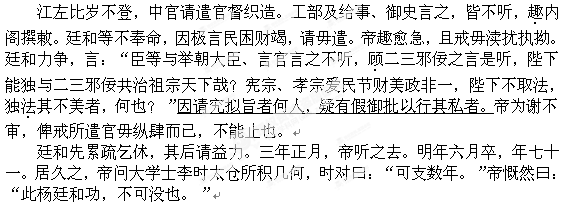 江左比岁不登，中官请遣官督织造。工部及给事、御史言之，皆不听，趣内
阁撰敕。廷和等不奉命，因极言民困财竭，请毋遣。帝趣愈急，且戒毋渎扰执拗。
廷和力争，言：“臣等与举朝大臣、言官言之不听，顾二三邪佞之言是听，陛下
能独与二三邪佞共治祖宗天下哉？宪宗、孝宗爱民节财美政非一，陛下不取法，
独法其不美者，何也？”因请究拟旨者何人，疑有假御批以行其私者。帝为谢不
审，俾戒所遣官毋纵肆而已，不能止也。
廷和先累疏乞休，其后请益力。三年正月，帝听之去。明年六月卒，年七十
一。居久之，帝问大学士李时太仓所积几何，时对曰：“可支数年。”帝慨然曰：
“此杨廷和功，不可没也。”